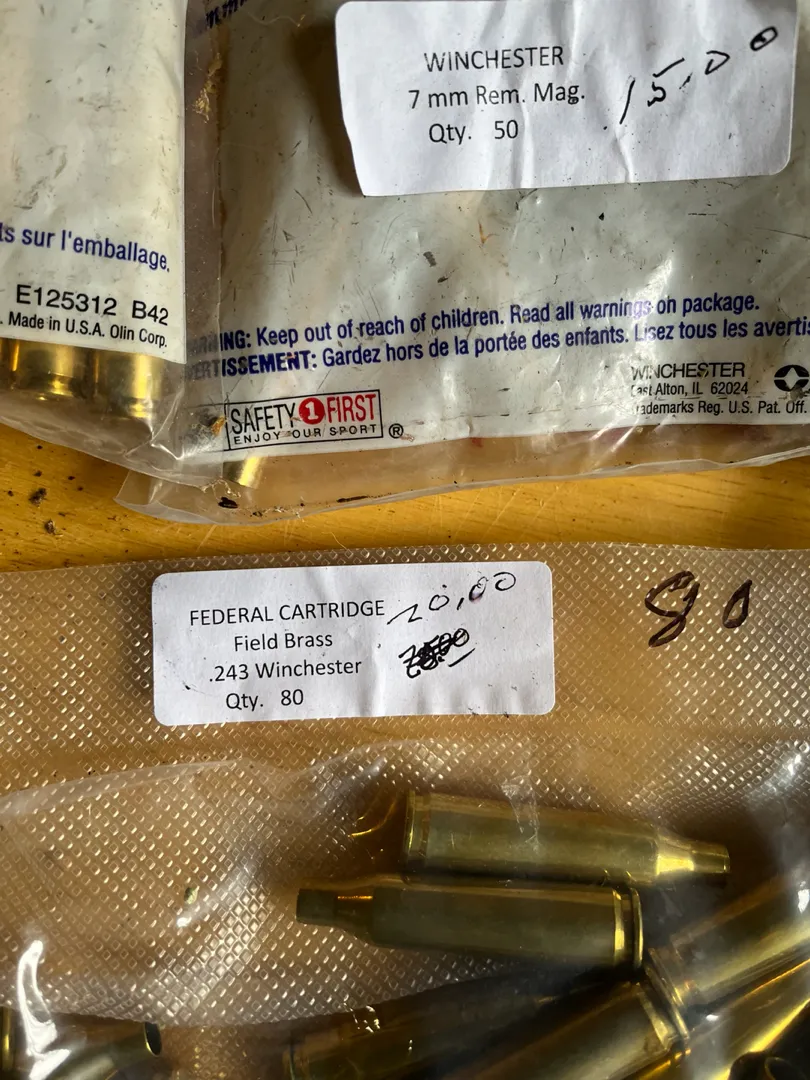 WINCHESTER
7 mm Rem. Mag.
Qty. 50
15.00
ts sur l'emballage.
E125312 B42
Made in U.S.A. Olin Corp.
NING: Keep out of reach of children. Read all warnings on package.
ERTISSEMENT: Gardez hors de la portée des enfants. Lisez tous les averti
WINCHESTER
East Alton, IL 62024
rademarks Reg. U.S. Pat. Off.
SAFETY 1 FIRST
ENJOY OUR SPORT ®
FEDERAL CARTRIDGE
Field Brass
.243 Winchester
Qty. 80
20,00
80